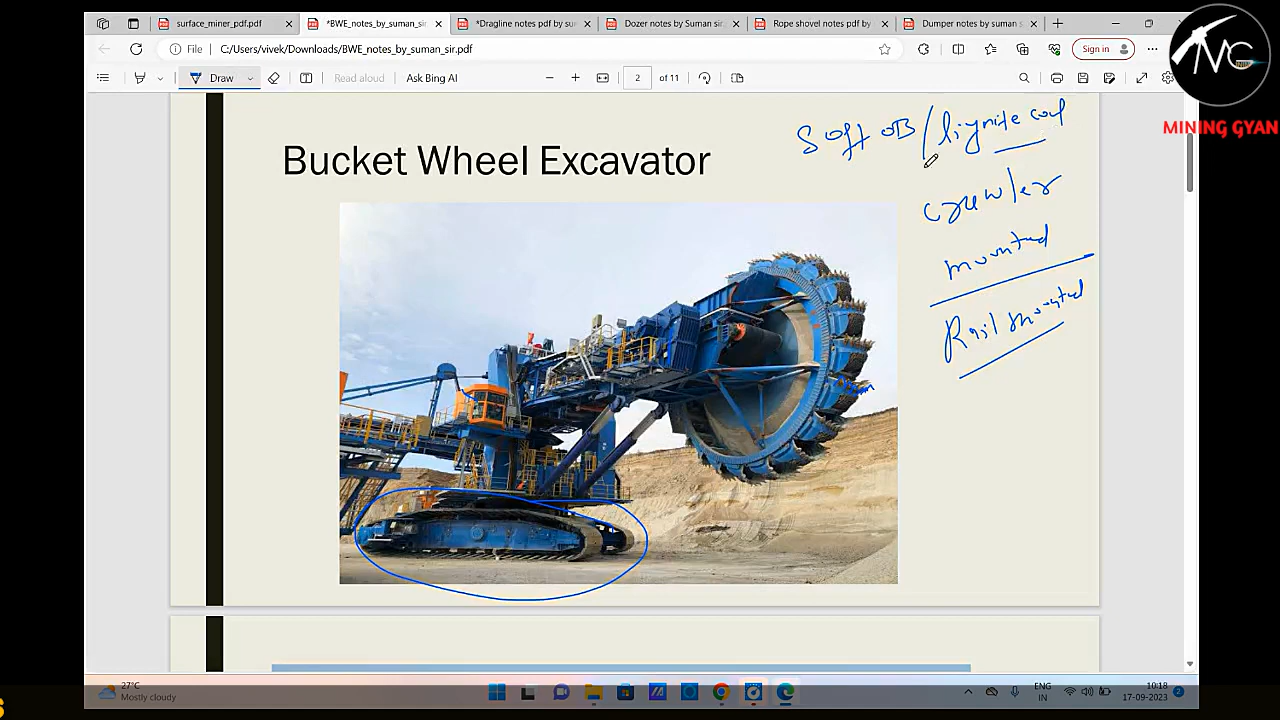 surface_miner_pdf.pdf
*BWE_notes_by_suman_sir.
*Dragline notes pdf by su
Dozer notes by Suman sir.
Rope shovel notes pdf by
Dumper notes by suman s
File
C:/Users/vivek/Downloads/BWE_notes_by_suman_sir.pdf
Sign in
Draw
Read aloud
Ask Bing AI
2 of 11
MG
MINING GYAN
Soft OB/lignite coal
Bucket Wheel Excavator
crawler
mounted
Rail mounted
27°C
Mostly cloudy
ENG
IN
10:18
17-09-2023
2
S